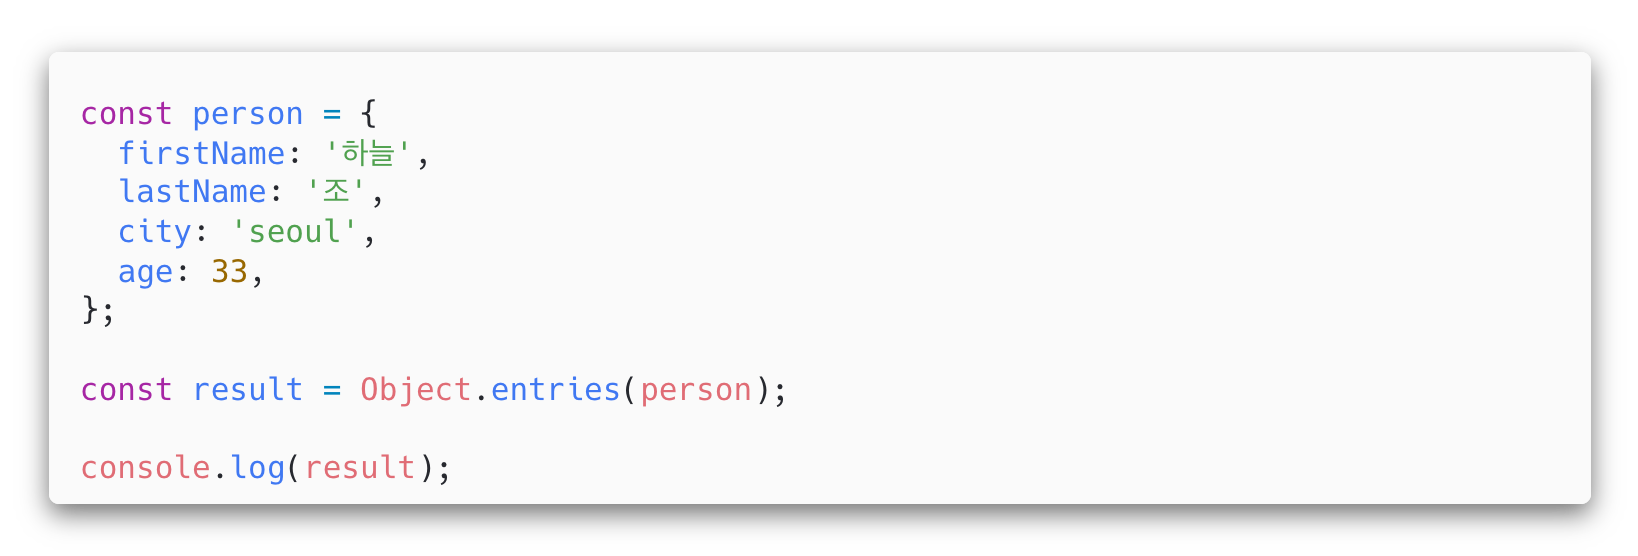 const person = {
  firstName: '하늘',
  lastName: '조',
  city: 'seoul',
  age: 33,
};

const result = Object.entries(person);

console.log(result);